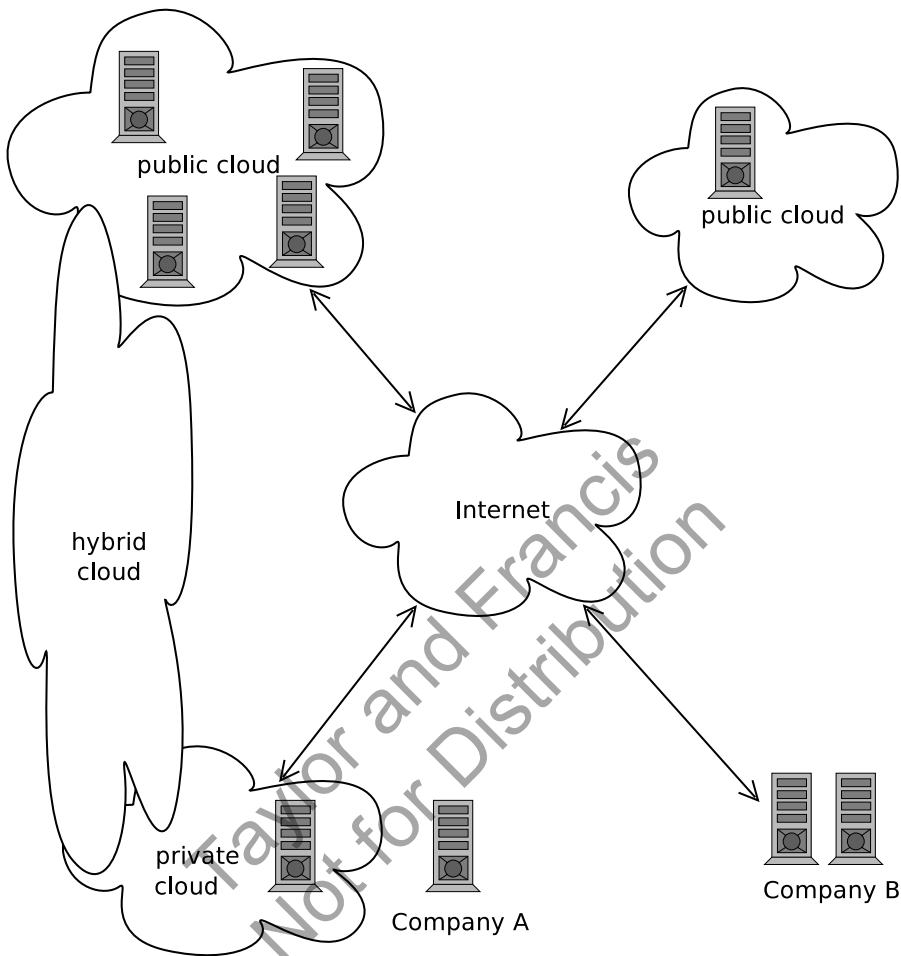 public cloud
public cloud
Internet
hybrid
cloud
private
cloud
Company A
Company B
Taylor and Francis
Not for Distribution